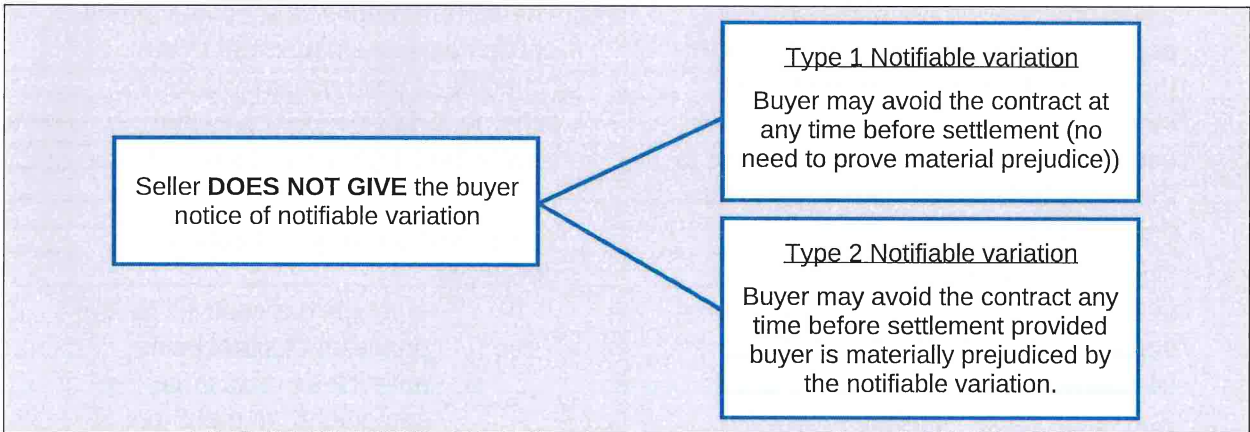 Seller DOES NOT GIVE the buyer
notice of notifiable variation
Type 1 Notifiable variation
Buyer may avoid the contract at
any time before settlement (no
need to prove material prejudice))
Type 2 Notifiable variation
Buyer may avoid the contract any
time before settlement provided
buyer is materially prejudiced by
the notifiable variation.